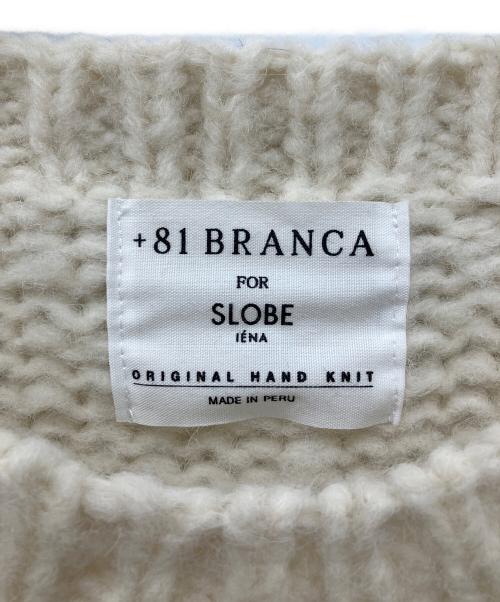 +81 BRANCA
FOR
SLOBE
IÉNA
ORIGINAL HAND KNIT
MADE IN PERU